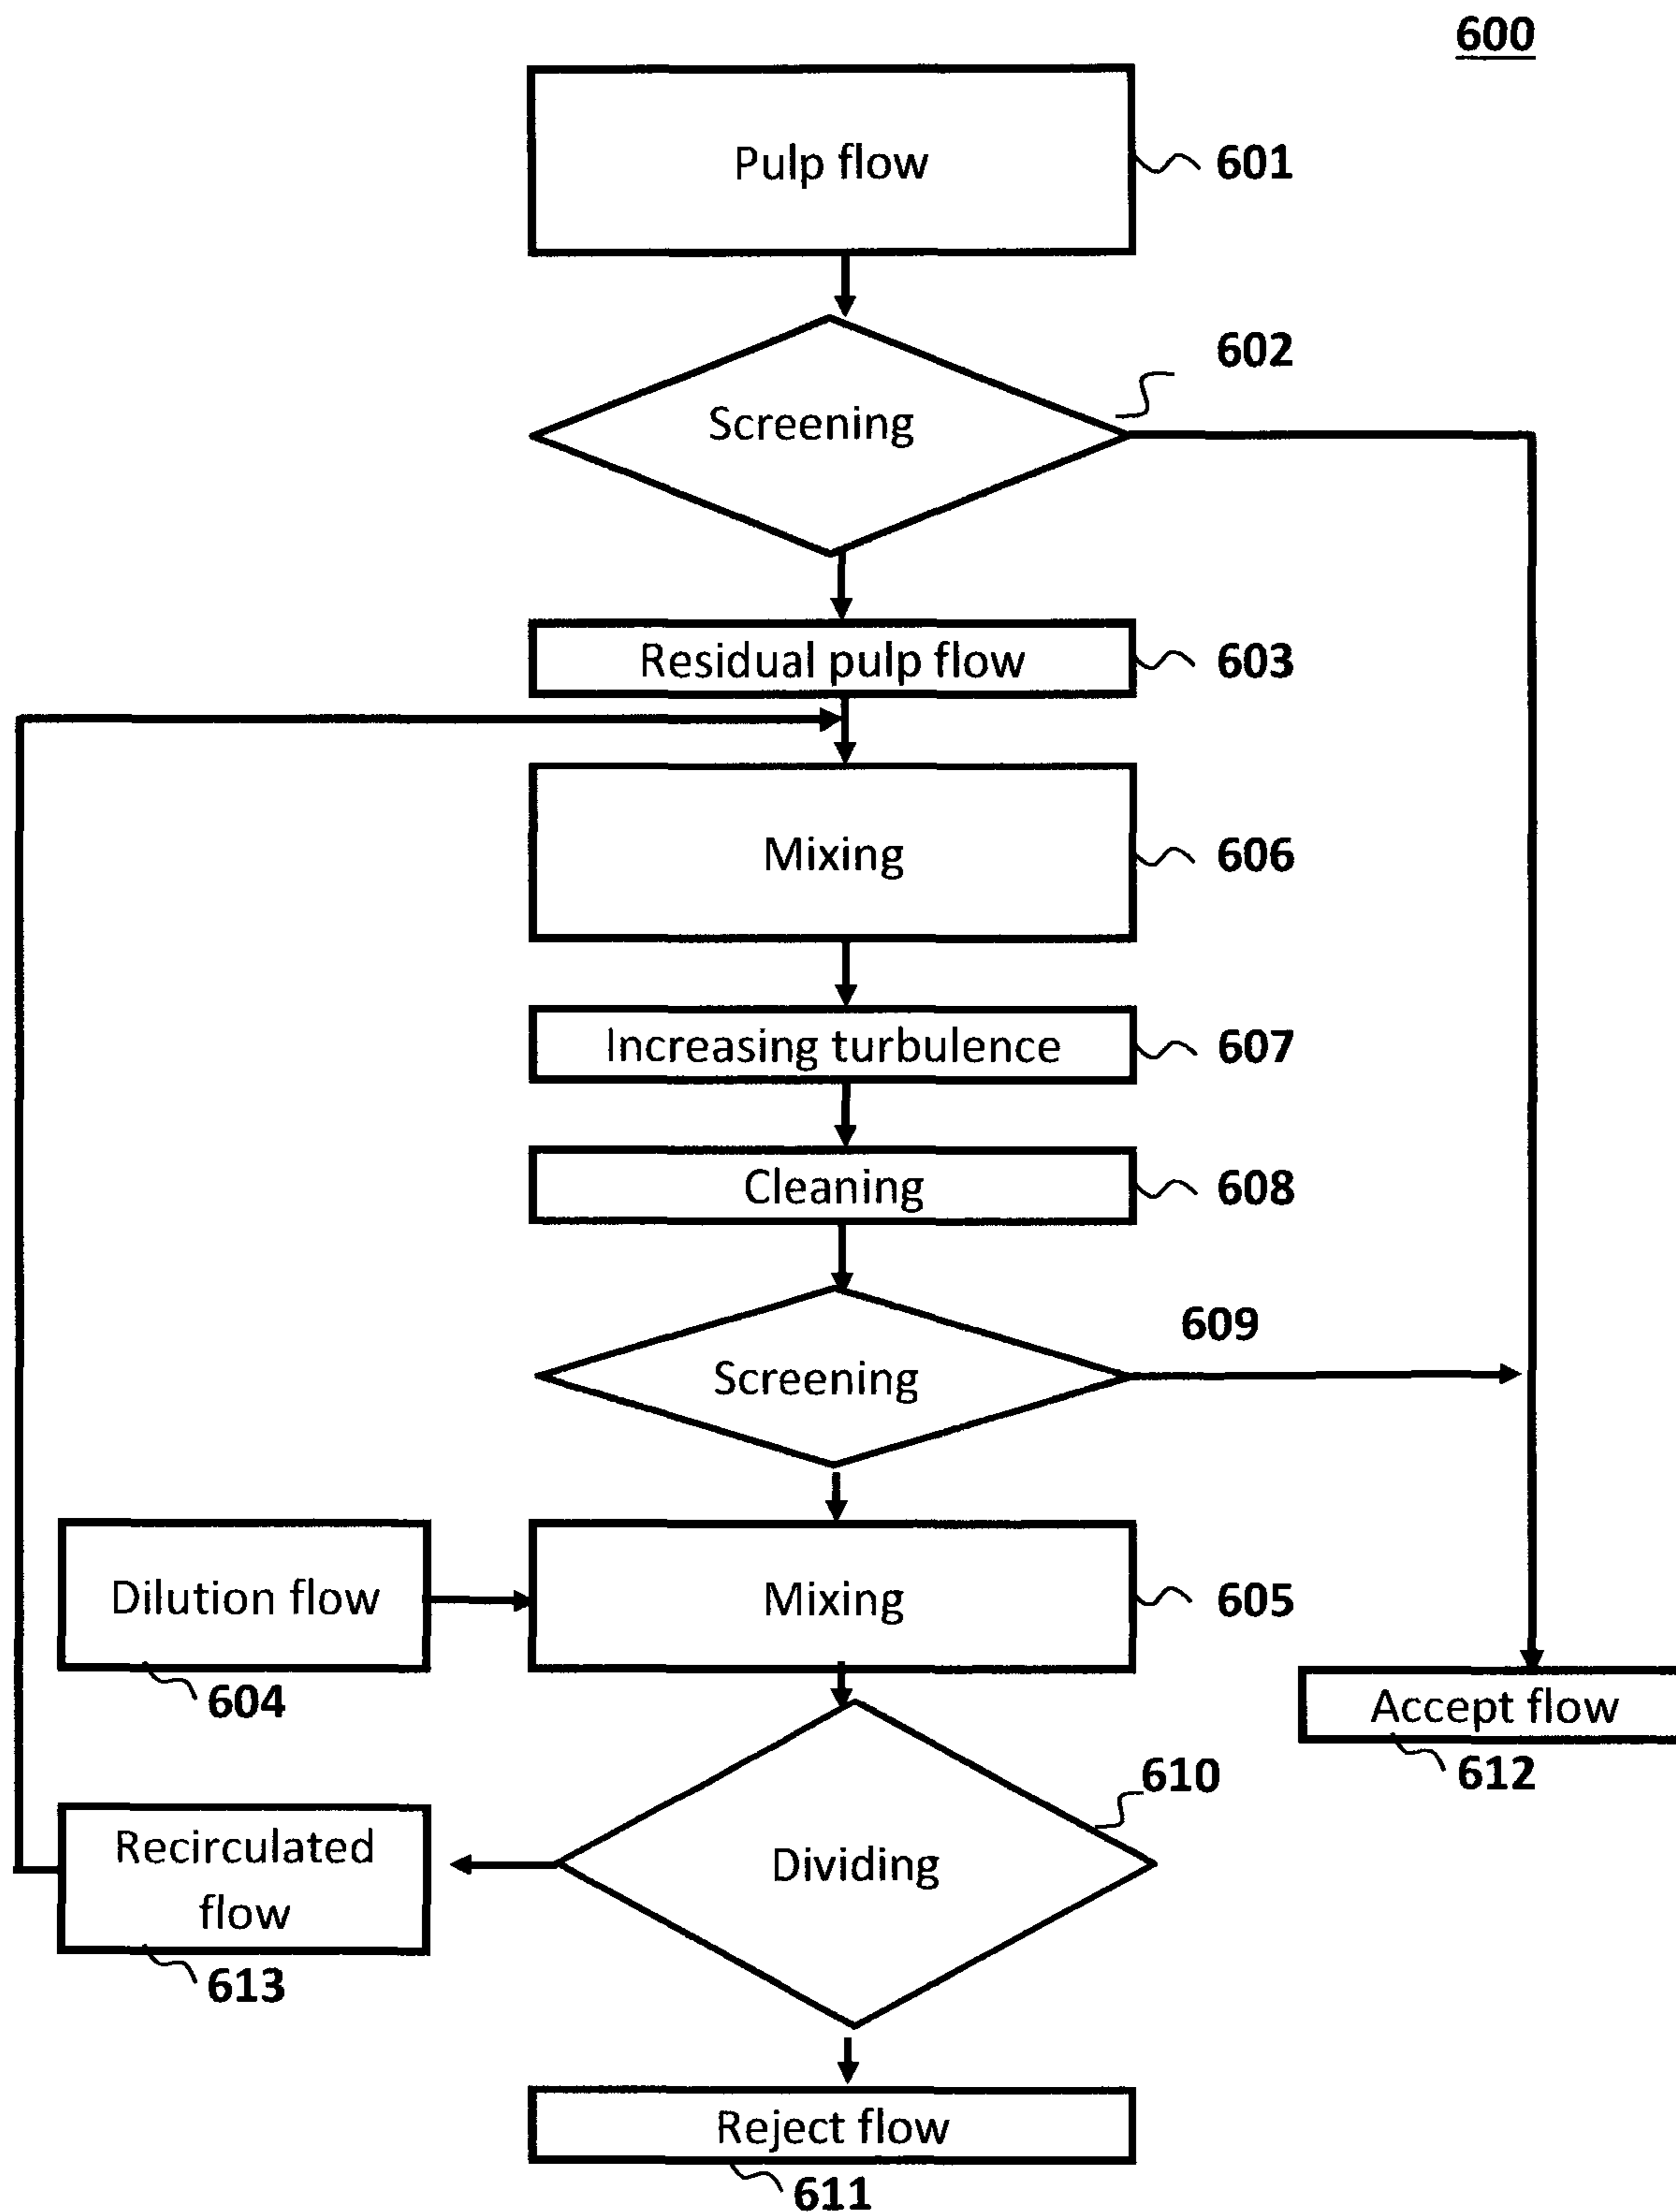 600
Pulp flow
601
602
Screening
Residual pulp flow
603
Mixing
606
Increasing turbulence
607
Cleaning
608
609
Screening
Dilution flow
604
Mixing
605
Accept flow
612
610
Dividing
Recirculated
flow
613
Reject flow
611